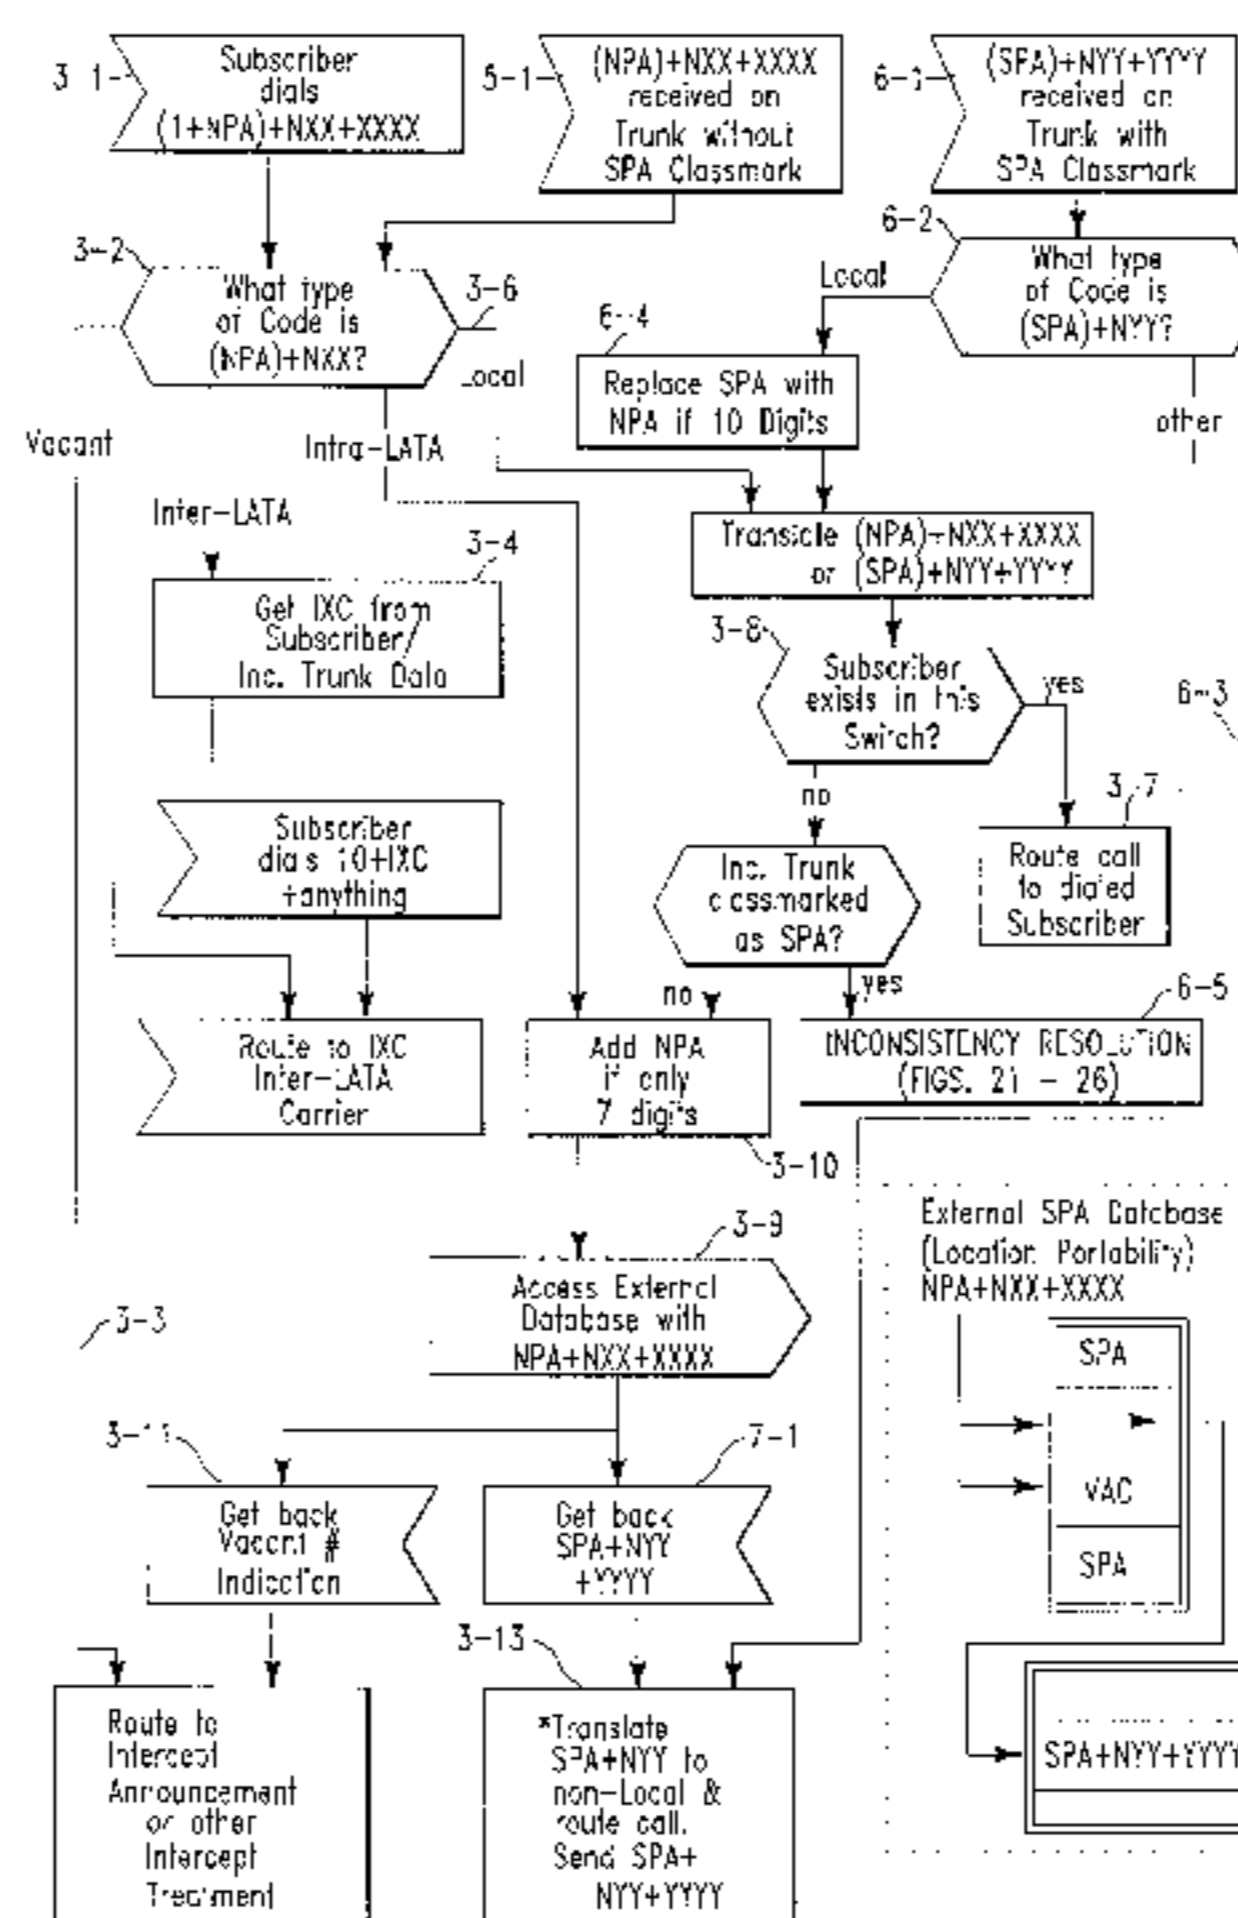 3-1
Subscriber
dials
(1+NPA)+NXX+XXXX
5-1
(NPA)+NXX+XXXX
received on
Trunk without
SPA Classmark
6-1
(SPA)+NYY+YYYY
received on
Trunk with
SPA Classmark
3-2
What type
of Code is
(NPA)+NXX?
3-6
Local
6-2
What type
of Code is
(SPA)+NYY?
Local
other
6-4
Replace SPA with
NPA if 10 Digits
Vacant
Intra-LATA
Inter-LATA
3-4
Get IXC from
Subscriber/
Inc. Trunk Data
Translate (NPA)+NXX+XXXX
or (SPA)+NYY+YYYY
3-8
Subscriber
exists in this
Switch?
yes
no
6-3
3-7
Route call
to dialed
Subscriber
Subscriber
dials 10+IXC
+anything
Inc. Trunk
classmarked
as SPA?
no
yes
6-5
INCONSISTENCY RESOLUTION
(FIGS. 21 - 26)
Route to IXC
Inter-LATA
Carrier
Add NPA
if only
7 digits
3-10
3-9
Access External
Database with
NPA+NXX+XXXX
External SPA Database
(Location Portability)
NPA+NXX+XXXX
SPA
VAC
SPA
SPA+NYY+YYYY
3-3
3-11
Get back
Vacant #
Indication
7-1
Get back
SPA+NYY
+YYYY
3-13
*Translate
SPA+NYY to
non-Local &
route call.
Send SPA+
NYY+YYYY
Route to
Intercept
Announcement
or other
Intercept
Treatment